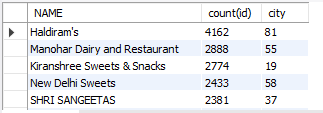 NAME count(id) city
Haldiram's 4162 81
Manohar Dairy and Restaurant 2888 55
Kiranshree Sweets & Snacks 2774 19
New Delhi Sweets 2433 58
SHRI SANGEETAS 2381 37